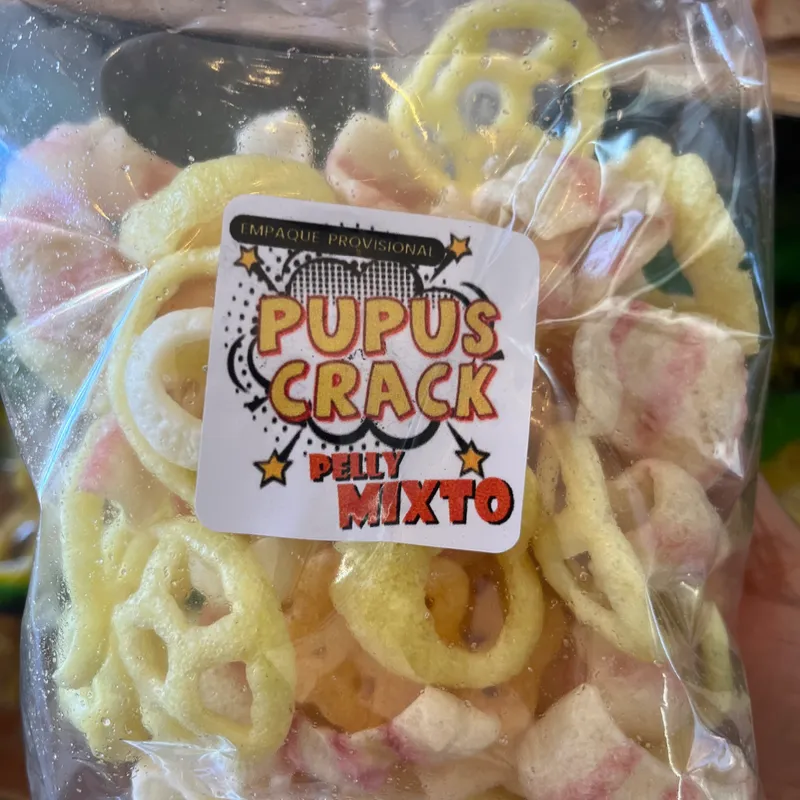 EMPAQUE PROVISIONAL
PUPUS
CRACK
PELLY
MIXTO